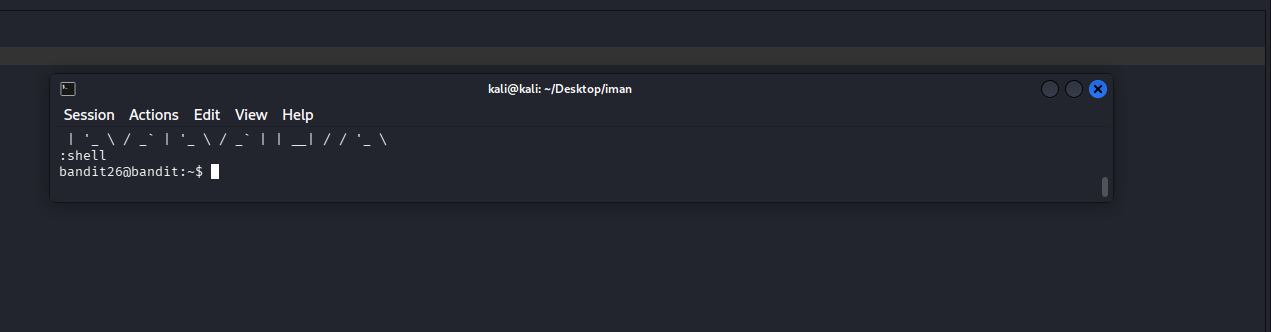 kali@kali: ~/Desktop/iman
Session Actions Edit View Help
| '_ \ / _` | '_ \ / _` | | __| / / '_ \
:shell
bandit26@bandit:~$